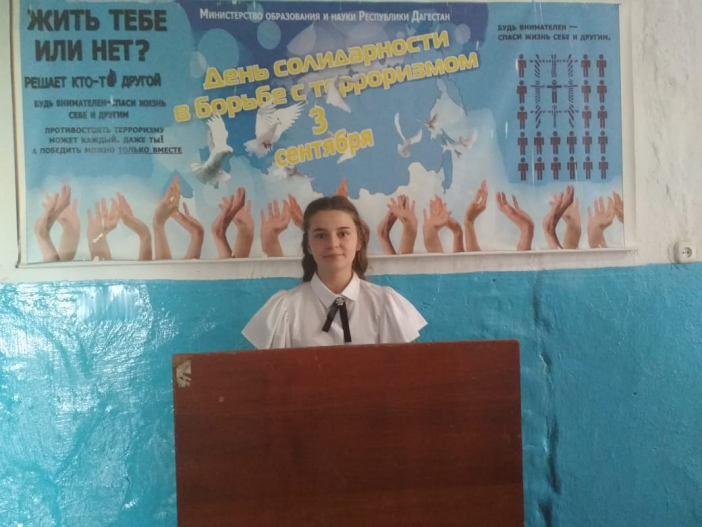 Министерство образования и науки Республики Дагестан
ЖИТЬ ТЕБЕ
ИЛИ НЕТ?
РЕШАЕТ КТО-ТО ДРУГОЙ
БУДЬ ВНИМАТЕЛЕН-СПАСИ ЖИЗНЬ
СЕБЕ И ДРУГИМ
ПРОТИВОСТОЯТЬ ТЕРРОРИЗМУ
МОЖЕТ КАЖДЫЙ. ДАЖЕ ТЫ!
А ПОБЕДИТЬ МОЖНО ТОЛЬКО ВМЕСТЕ
День солидарности
в борьбе с терроризмом
3
сентября
БУДЬ ВНИМАТЕЛЕН —
СПАСИ ЖИЗНЬ СЕБЕ И ДРУГИМ.